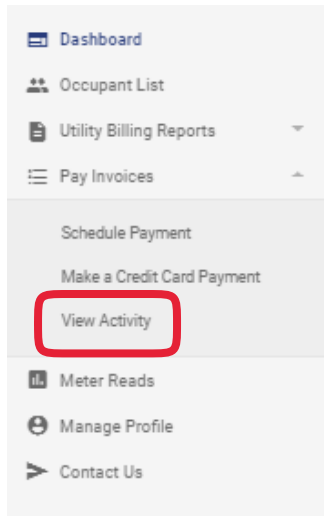 Dashboard
Occupant List
Utility Billing Reports
Pay Invoices
Schedule Payment
Make a Credit Card Payment
View Activity
Meter Reads
Manage Profile
Contact Us